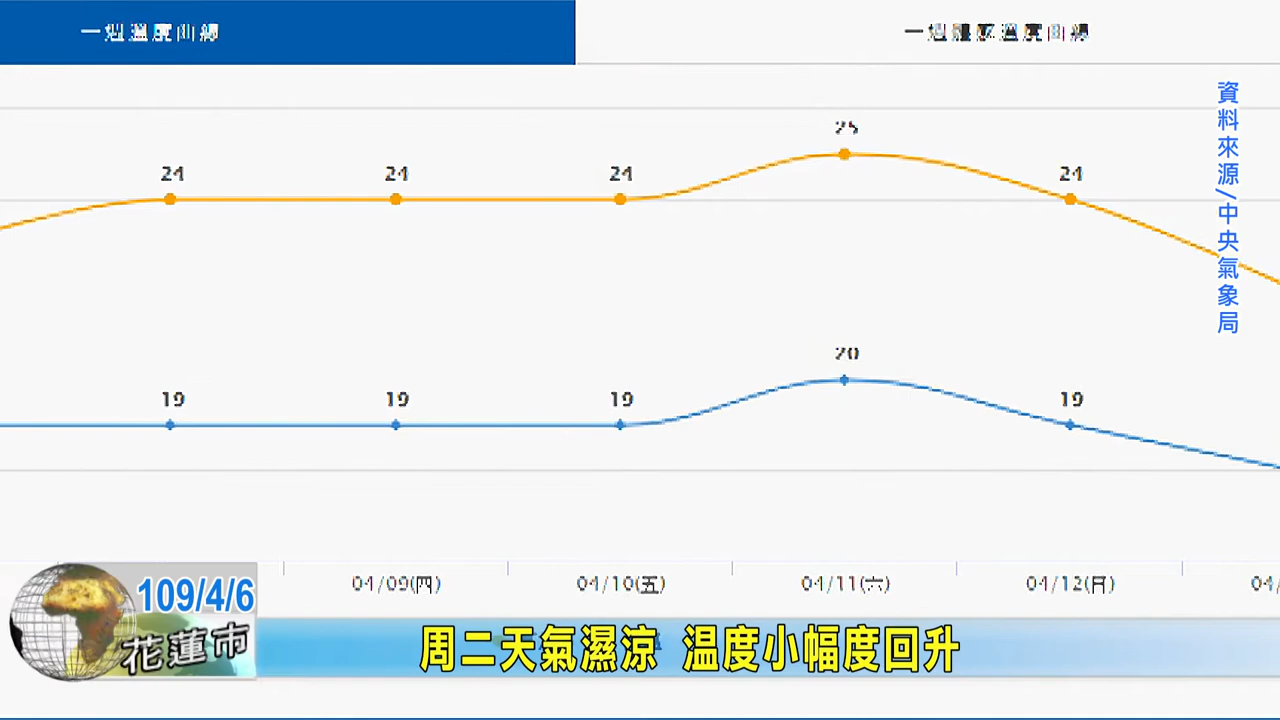 一週溫度曲線
一週體感溫度曲線
資料來源/中央氣象局
25
24
24
24
24
20
19
19
19
19
04/09(四)
04/10(五)
04/11(六)
04/12(日)
04/
109/4/6
花蓮市
周二天氣濕涼 溫度小幅度回升